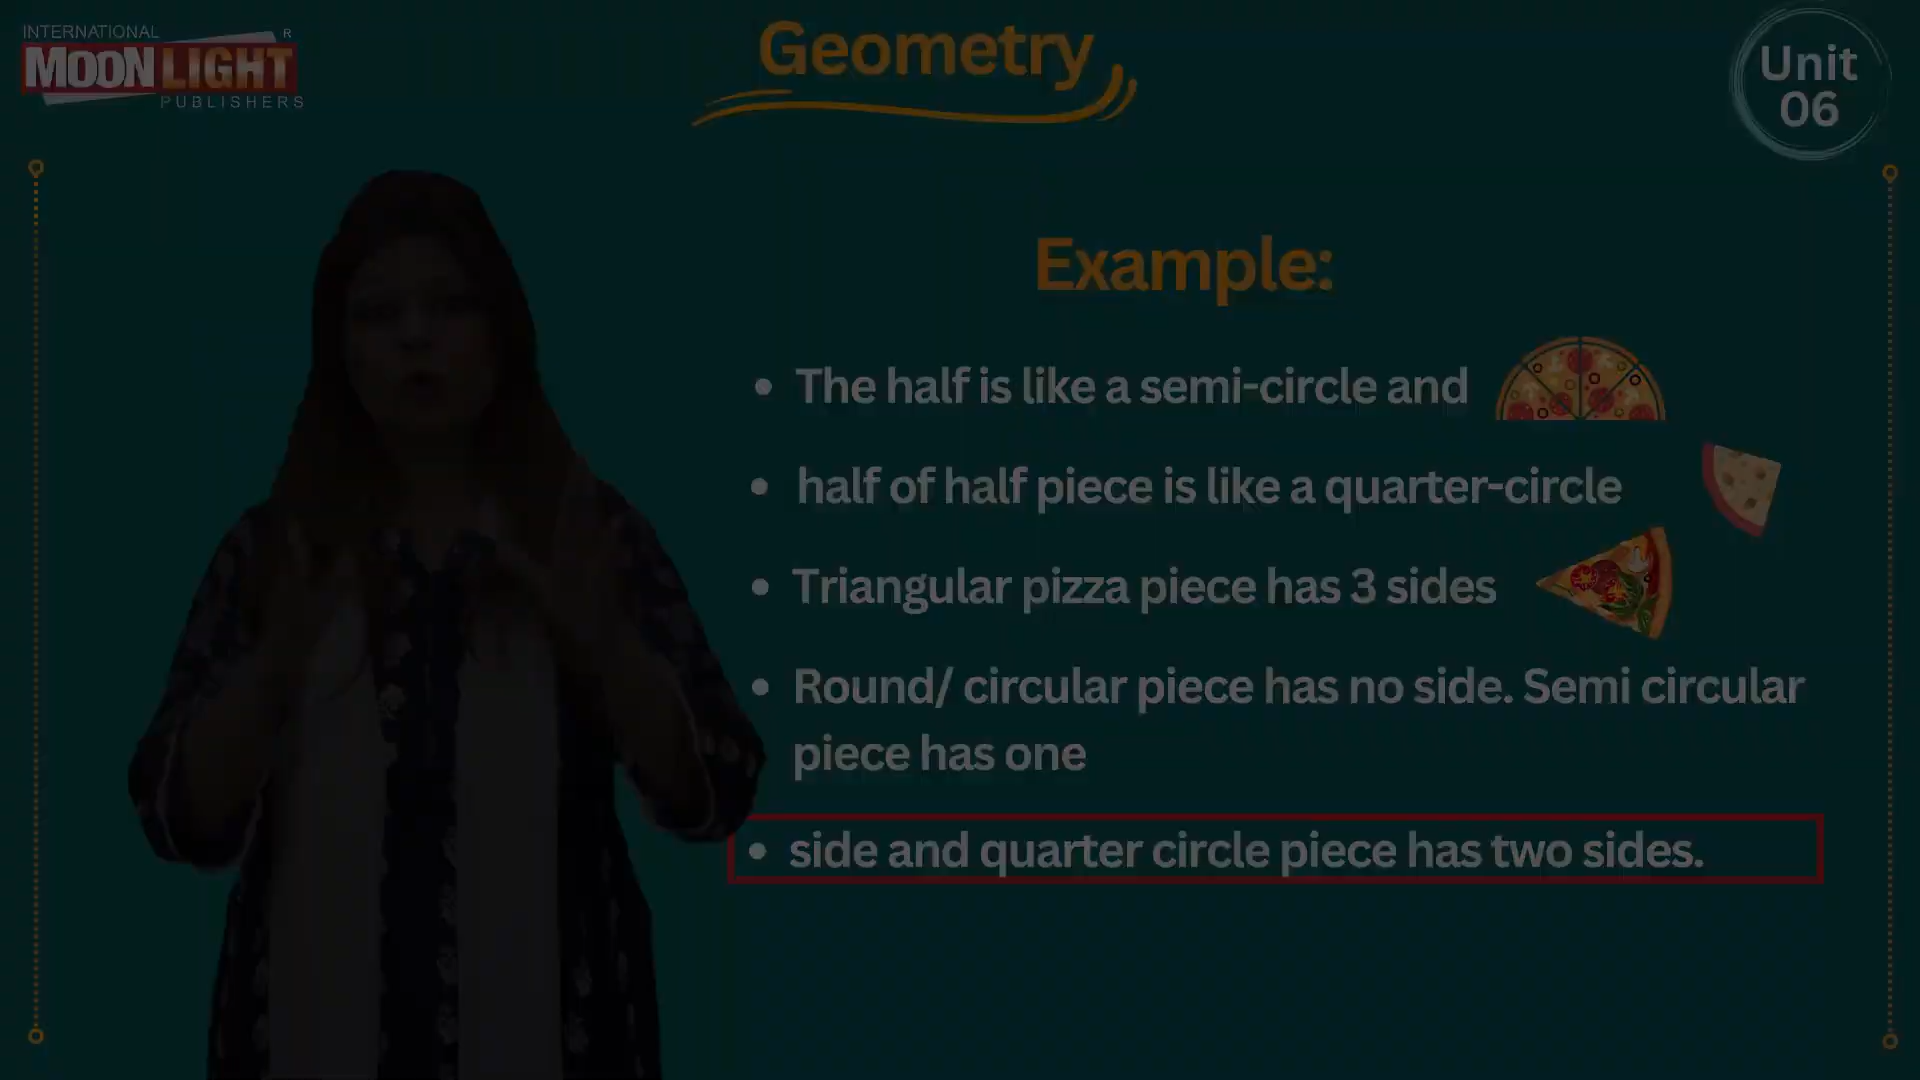 INTERNATIONAL
R
MOONLIGHT
PUBLISHERS
Geometry
Unit
06
Example:
• The half is like a semi-circle and
• half of half piece is like a quarter-circle
• Triangular pizza piece has 3 sides
• Round/ circular piece has no side. Semi circular
piece has one
• side and quarter circle piece has two sides.